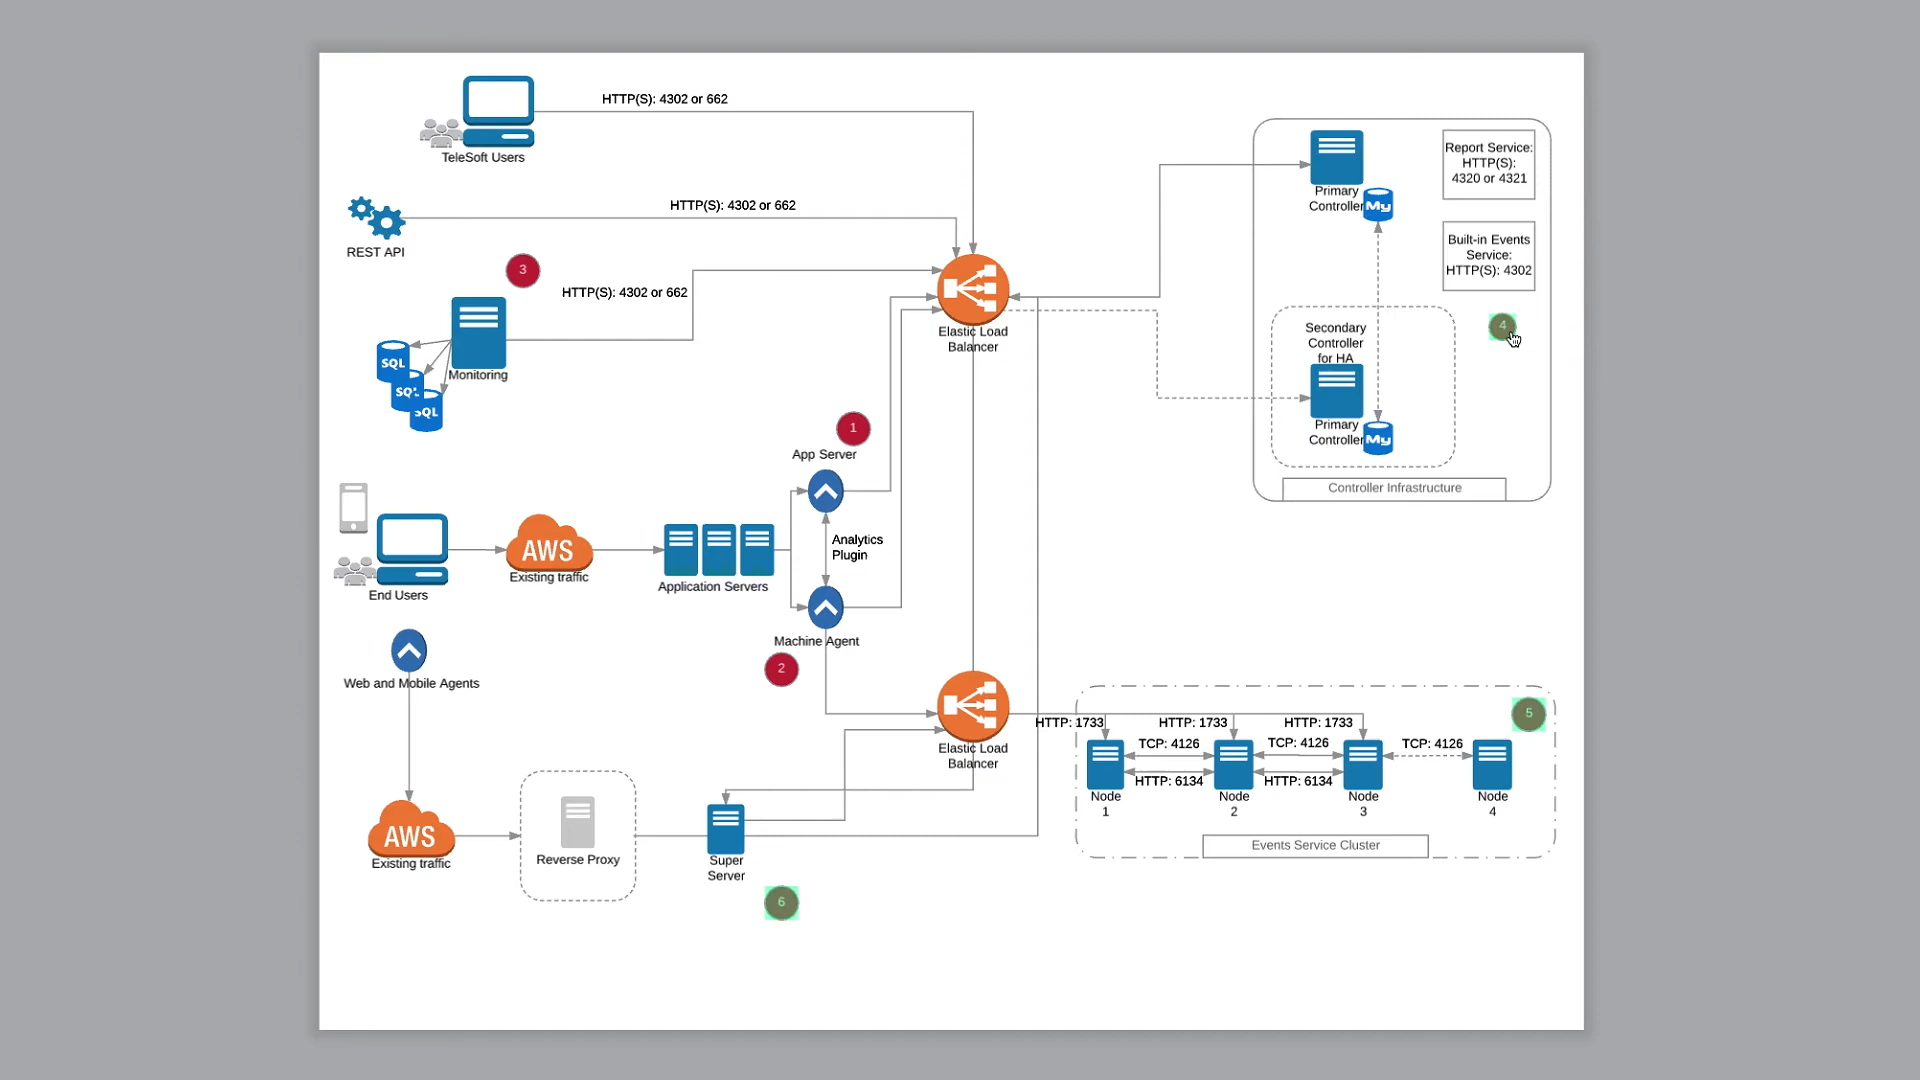 HTTP(S): 4302 or 662
TeleSoft Users
HTTP(S): 4302 or 662
REST API
3
HTTP(S): 4302 or 662
Monitoring
SQL
SQL
SQL
Elastic Load
Balancer
Primary
Controller
My
Report Service:
HTTP(S):
4320 or 4321
Built-in Events
Service:
HTTP(S): 4302
4
Secondary
Controller
for HA
Primary
Controller
My
Controller Infrastructure
1
App Server
Analytics
Plugin
End Users
AWS
Existing traffic
Application Servers
Machine Agent
2
Web and Mobile Agents
Elastic Load
Balancer
HTTP: 1733
HTTP: 1733
HTTP: 1733
5
TCP: 4126
TCP: 4126
TCP: 4126
HTTP: 6134
HTTP: 6134
Node
1
Node
2
Node
3
Node
4
Events Service Cluster
AWS
Existing traffic
Reverse Proxy
Super
Server
6